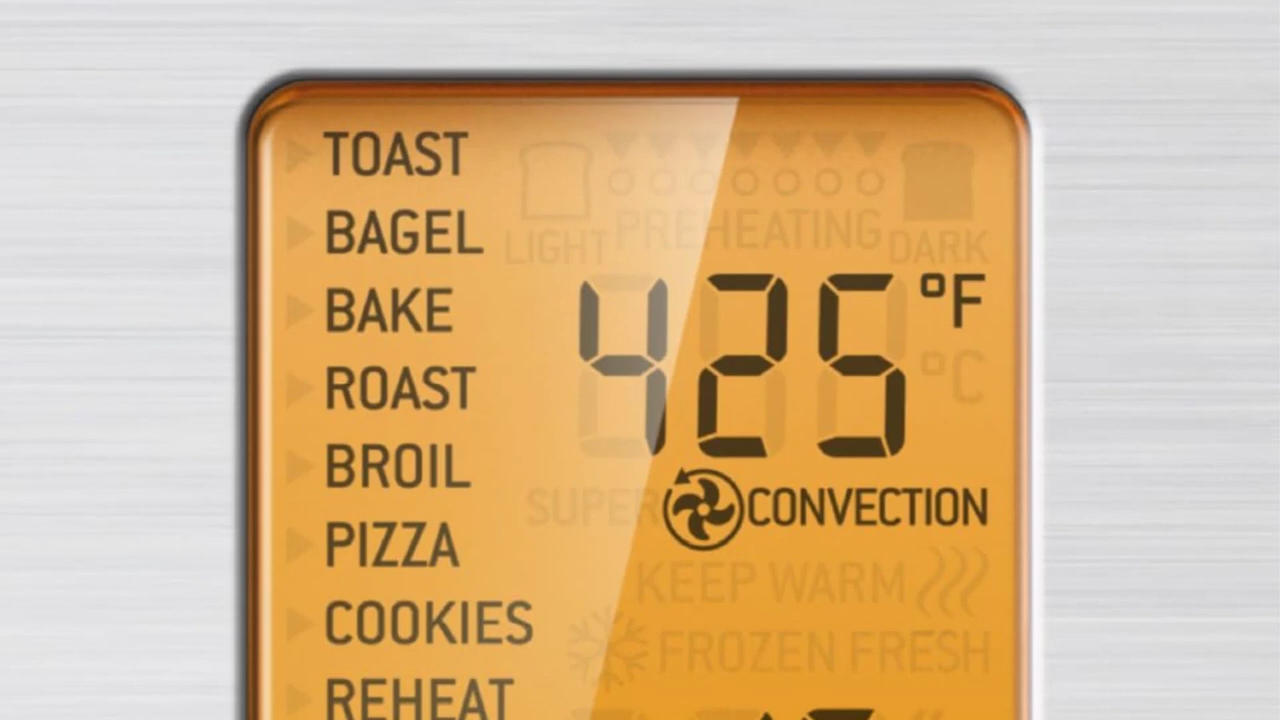 TOAST
BAGEL
BAKE
ROAST
BROIL
PIZZA
COOKIES
REHEAT
LIGHT PREHEATING DARK
425 °F
°C
SUPER CONVECTION
KEEP WARM
FROZEN FRESH